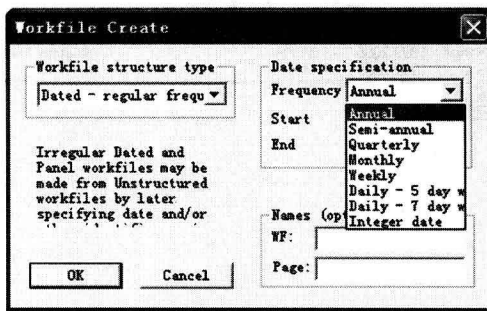 Workfile Create
Workfile structure type
Dated - regular frequ
Irregular Dated and
Panel workfiles may be
made from Unstructured
workfiles by later
specifying date and/or
Date specification
Frequency Annual
Start
End
Annual
Semi-annual
Quarterly
Monthly
Weekly
Daily - 5 day w
Daily - 7 day w
Integer date
Names (opt
WF:
Page:
OK
Cancel